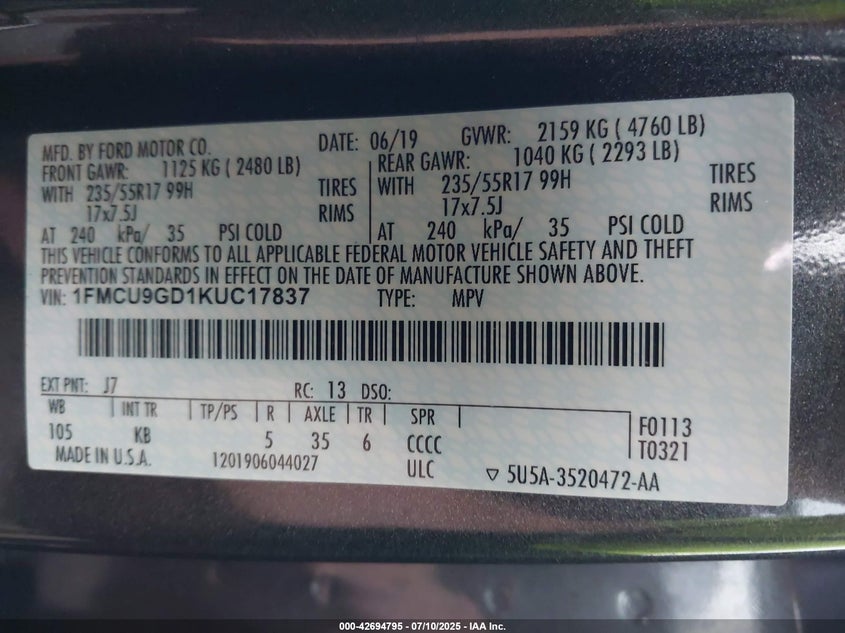 MFD. BY FORD MOTOR CO. DATE: 06/19 GVWR: 2159 KG ( 4760 LB)
FRONT GAWR: 1125 KG ( 2480 LB) REAR GAWR: 1040 KG ( 2293 LB)
WITH 235/55R17 99H TIRES WITH 235/55R17 99H TIRES
17x7.5J RIMS 17x7.5J RIMS
AT 240 kPa/ 35 PSI COLD AT 240 kPa/ 35 PSI COLD
THIS VEHICLE CONFORMS TO ALL APPLICABLE FEDERAL MOTOR VEHICLE SAFETY AND THEFT
PREVENTION STANDARDS IN EFFECT ON THE DATE OF MANUFACTURE SHOWN ABOVE.
VIN: 1FMCU9GD1KUC17837 TYPE: MPV
EXT PNT: J7 RC: 13 DSO:
WB INT TR TP/PS R AXLE TR SPR F0113
105 KB 5 35 6 CCCC T0321
MADE IN U.S.A. 1201906044027 ULC ▽ 5U5A-3520472-AA
000-42694795 - 07/10/2025 - IAA Inc.